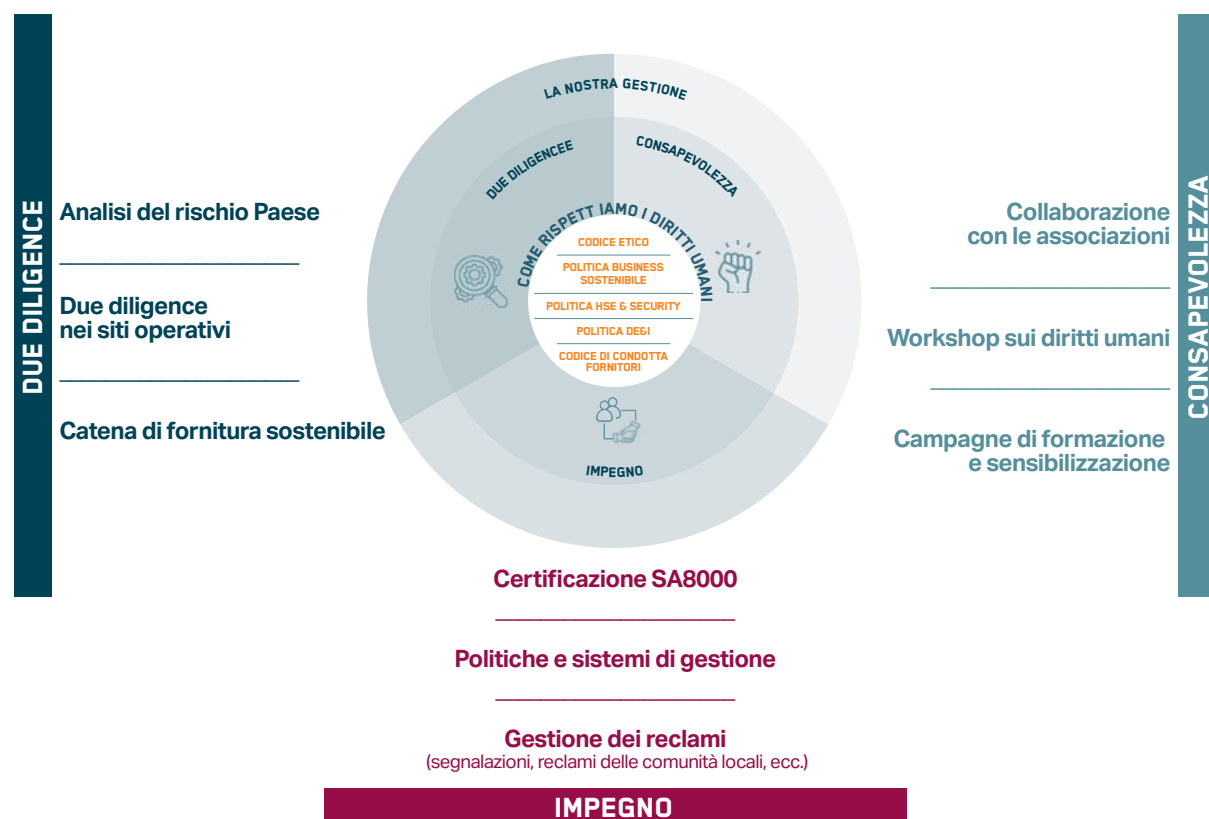 LA NOSTRA GESTIONE
DUE DILIGENCEE
CONSAPEVOLEZZA
COME RISPETT IAMO I DIRITTI UMANI
CODICE ETICO
POLITICA BUSINESS
SOSTENIBILE
POLITICA HSE & SECURITY
POLITICA DE&I
CODICE DI CONDOTTA
FORNITORI
IMPEGNO
DUE DILIGENCE
Analisi del rischio Paese
Due diligence
nei siti operativi
Catena di fornitura sostenibile
CONSAPEVOLEZZA
Collaborazione
con le associazioni
Workshop sui diritti umani
Campagne di formazione
e sensibilizzazione
Certificazione SA8000
Politiche e sistemi di gestione
Gestione dei reclami
(segnalazioni, reclami delle comunità locali, ecc.)
IMPEGNO